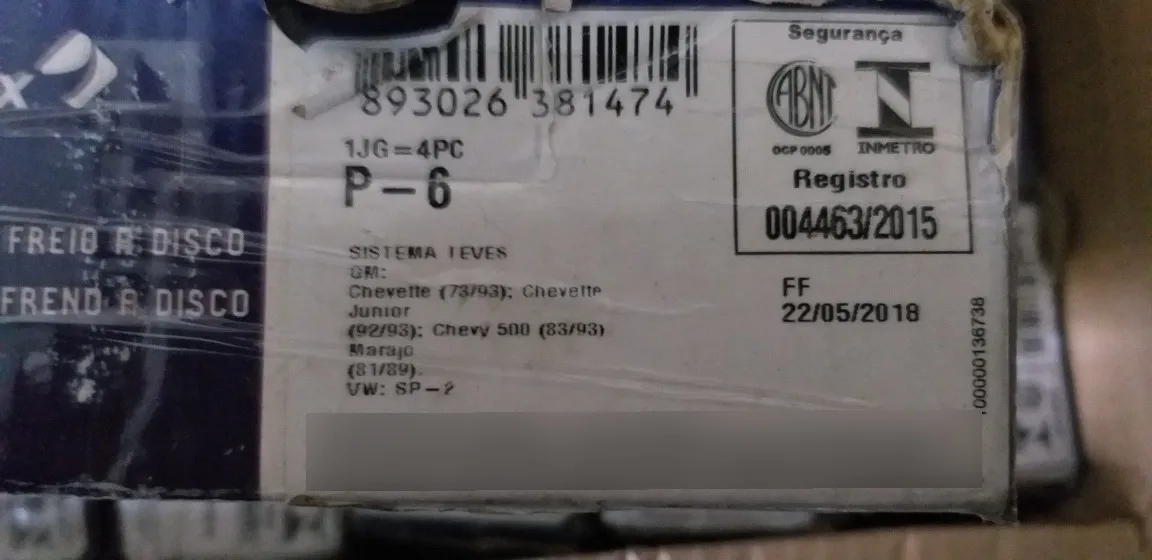 893026 381474
1JG=4PC
P-6
SISTEMA TEVES
GM:
Chevette (73/93); Chevette
Junior
(92/93); Chevy 500 (83/93)
Marajo
(81/89).
VW: SP-2
Segurança
ABNT
OCP 0005 INMETRO
Registro
004463/2015
FF
22/05/2018
00000136738
FREIO A DISCO
FRENO A DISCO